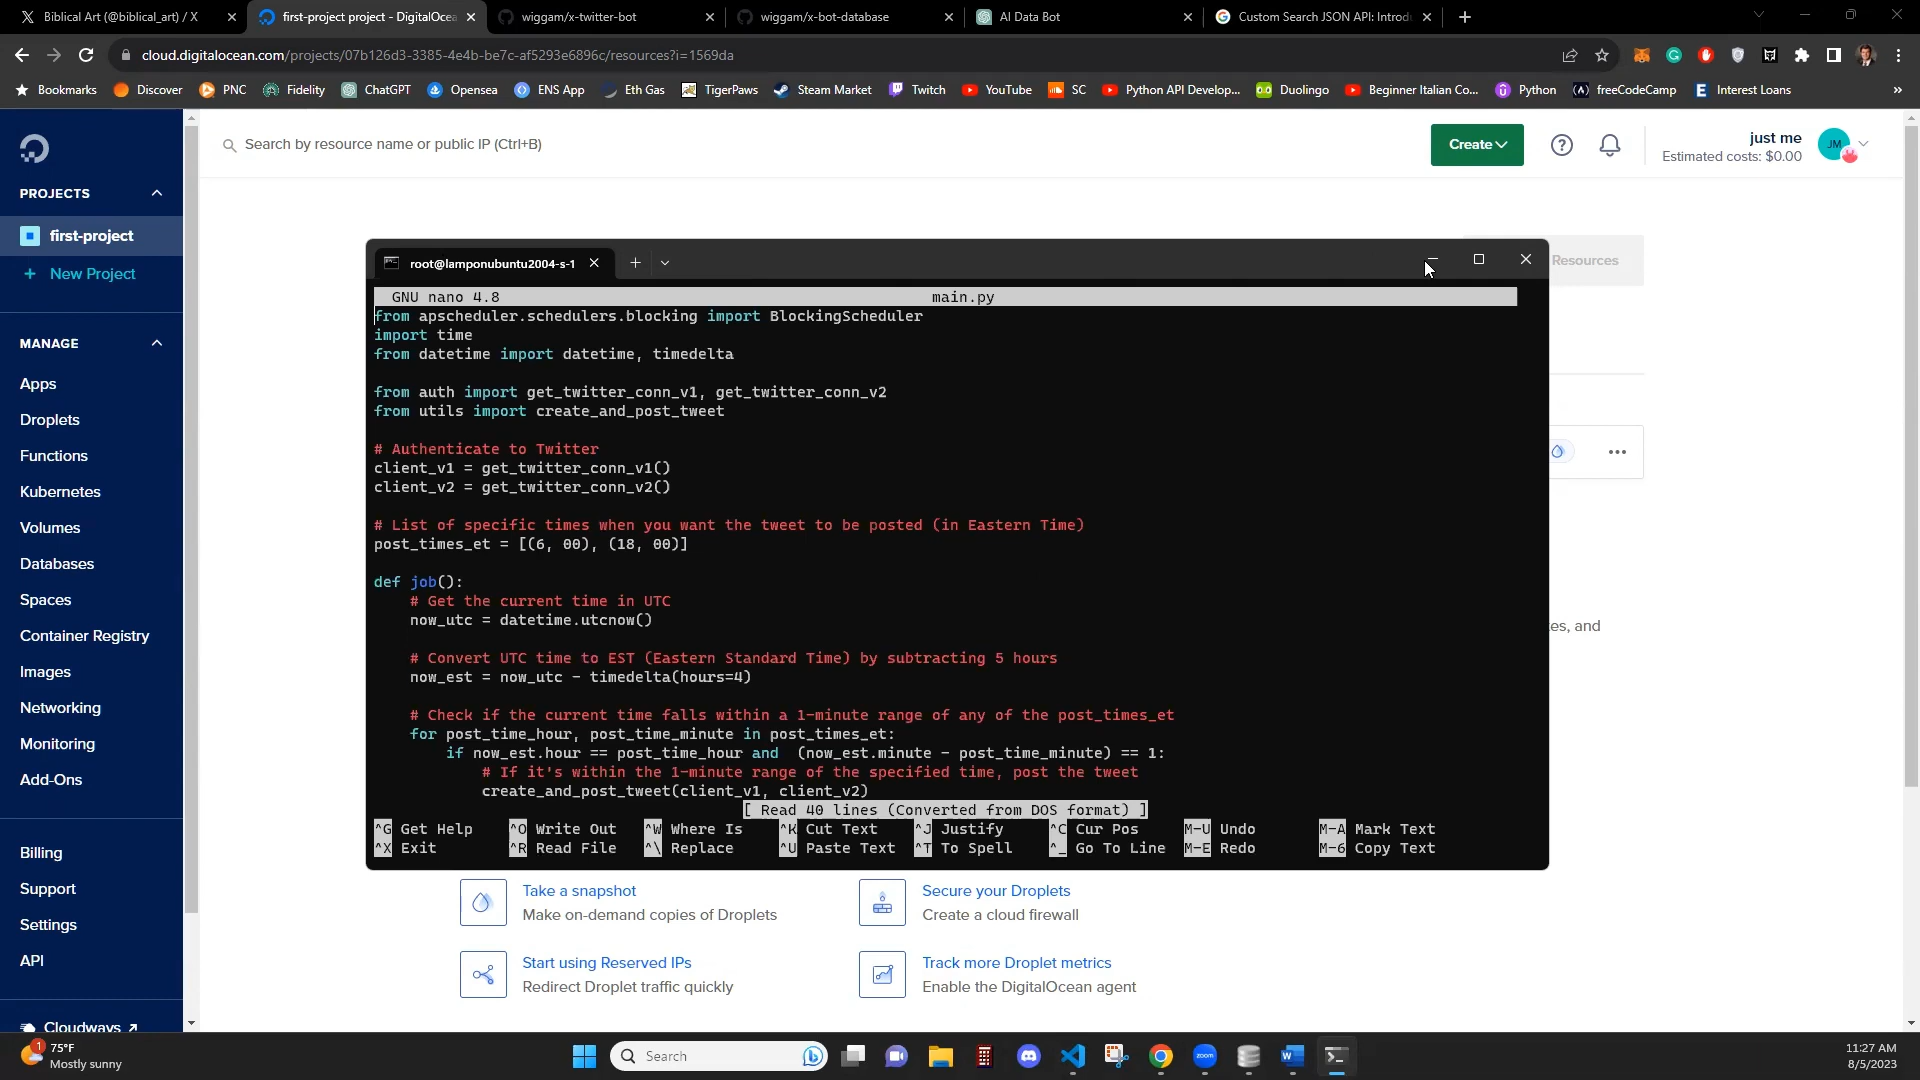 Biblical Art (@biblical_art) / X
first-project project - DigitalOcea
wiggam/x-twitter-bot
wiggam/x-bot-database
AI Data Bot
Custom Search JSON API: Introdu
cloud.digitalocean.com/projects/07b126d3-3385-4e4b-be7c-af5293e6896c/resources?i=1569da
Bookmarks Discover PNC Fidelity ChatGPT Opensea ENS App Eth Gas TigerPaws Steam Market Twitch YouTube SC Python API Develop... Duolingo Beginner Italian Co... Python freeCodeCamp Interest Loans »
Search by resource name or public IP (Ctrl+B)
Create
just me
Estimated costs: $0.00
JM
PROJECTS
first-project
+ New Project
MANAGE
Apps
Droplets
Functions
Kubernetes
Volumes
Databases
Spaces
Container Registry
Images
Networking
Monitoring
Add-Ons
Billing
Support
Settings
API
Cloudways
Resources
es, and
root@lamponubuntu2004-s-1
GNU nano 4.8 main.py
from apscheduler.schedulers.blocking import BlockingScheduler
import time
from datetime import datetime, timedelta
from auth import get_twitter_conn_v1, get_twitter_conn_v2
from utils import create_and_post_tweet
# Authenticate to Twitter
client_v1 = get_twitter_conn_v1()
client_v2 = get_twitter_conn_v2()
# List of specific times when you want the tweet to be posted (in Eastern Time)
post_times_et = [(6, 00), (18, 00)]
def job():
# Get the current time in UTC
now_utc = datetime.utcnow()
# Convert UTC time to EST (Eastern Standard Time) by subtracting 5 hours
now_est = now_utc - timedelta(hours=4)
# Check if the current time falls within a 1-minute range of any of the post_times_et
for post_time_hour, post_time_minute in post_times_et:
if now_est.hour == post_time_hour and  (now_est.minute - post_time_minute) == 1:
# If it's within the 1-minute range of the specified time, post the tweet
create_and_post_tweet(client_v1, client_v2)
[ Read 40 lines (Converted from DOS format) ]
^G Get Help ^O Write Out ^W Where Is ^K Cut Text ^J Justify ^C Cur Pos M-U Undo M-A Mark Text
^X Exit ^R Read File ^\ Replace ^U Paste Text ^T To Spell ^_ Go To Line M-E Redo M-6 Copy Text
Take a snapshot
Make on-demand copies of Droplets
Secure your Droplets
Create a cloud firewall
Start using Reserved IPs
Redirect Droplet traffic quickly
Track more Droplet metrics
Enable the DigitalOcean agent
1
75°F
Mostly sunny
Search
zoom
11:27 AM
8/5/2023